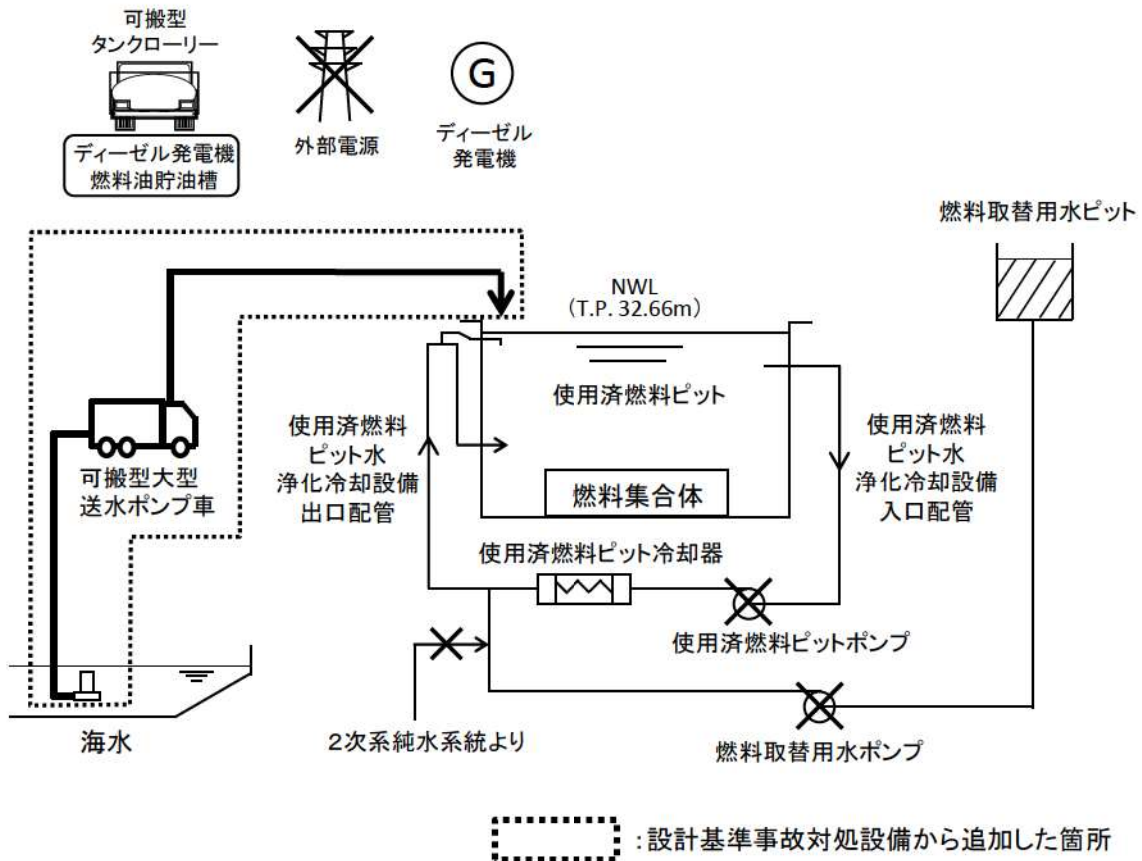 可搬型
タンクローリー
ディーゼル発電機
燃料油貯油槽
外部電源
G
ディーゼル
発電機
燃料取替用水ピット
NWL
(T.P. 32.66m)
使用済燃料ピット
使用済燃料
ピット水
浄化冷却設備
出口配管
使用済燃料
ピット水
浄化冷却設備
入口配管
可搬型大型
送水ポンプ車
燃料集合体
使用済燃料ピット冷却器
使用済燃料ピットポンプ
海水
2次系純水系統より
燃料取替用水ポンプ
:設計基準事故対処設備から追加した箇所